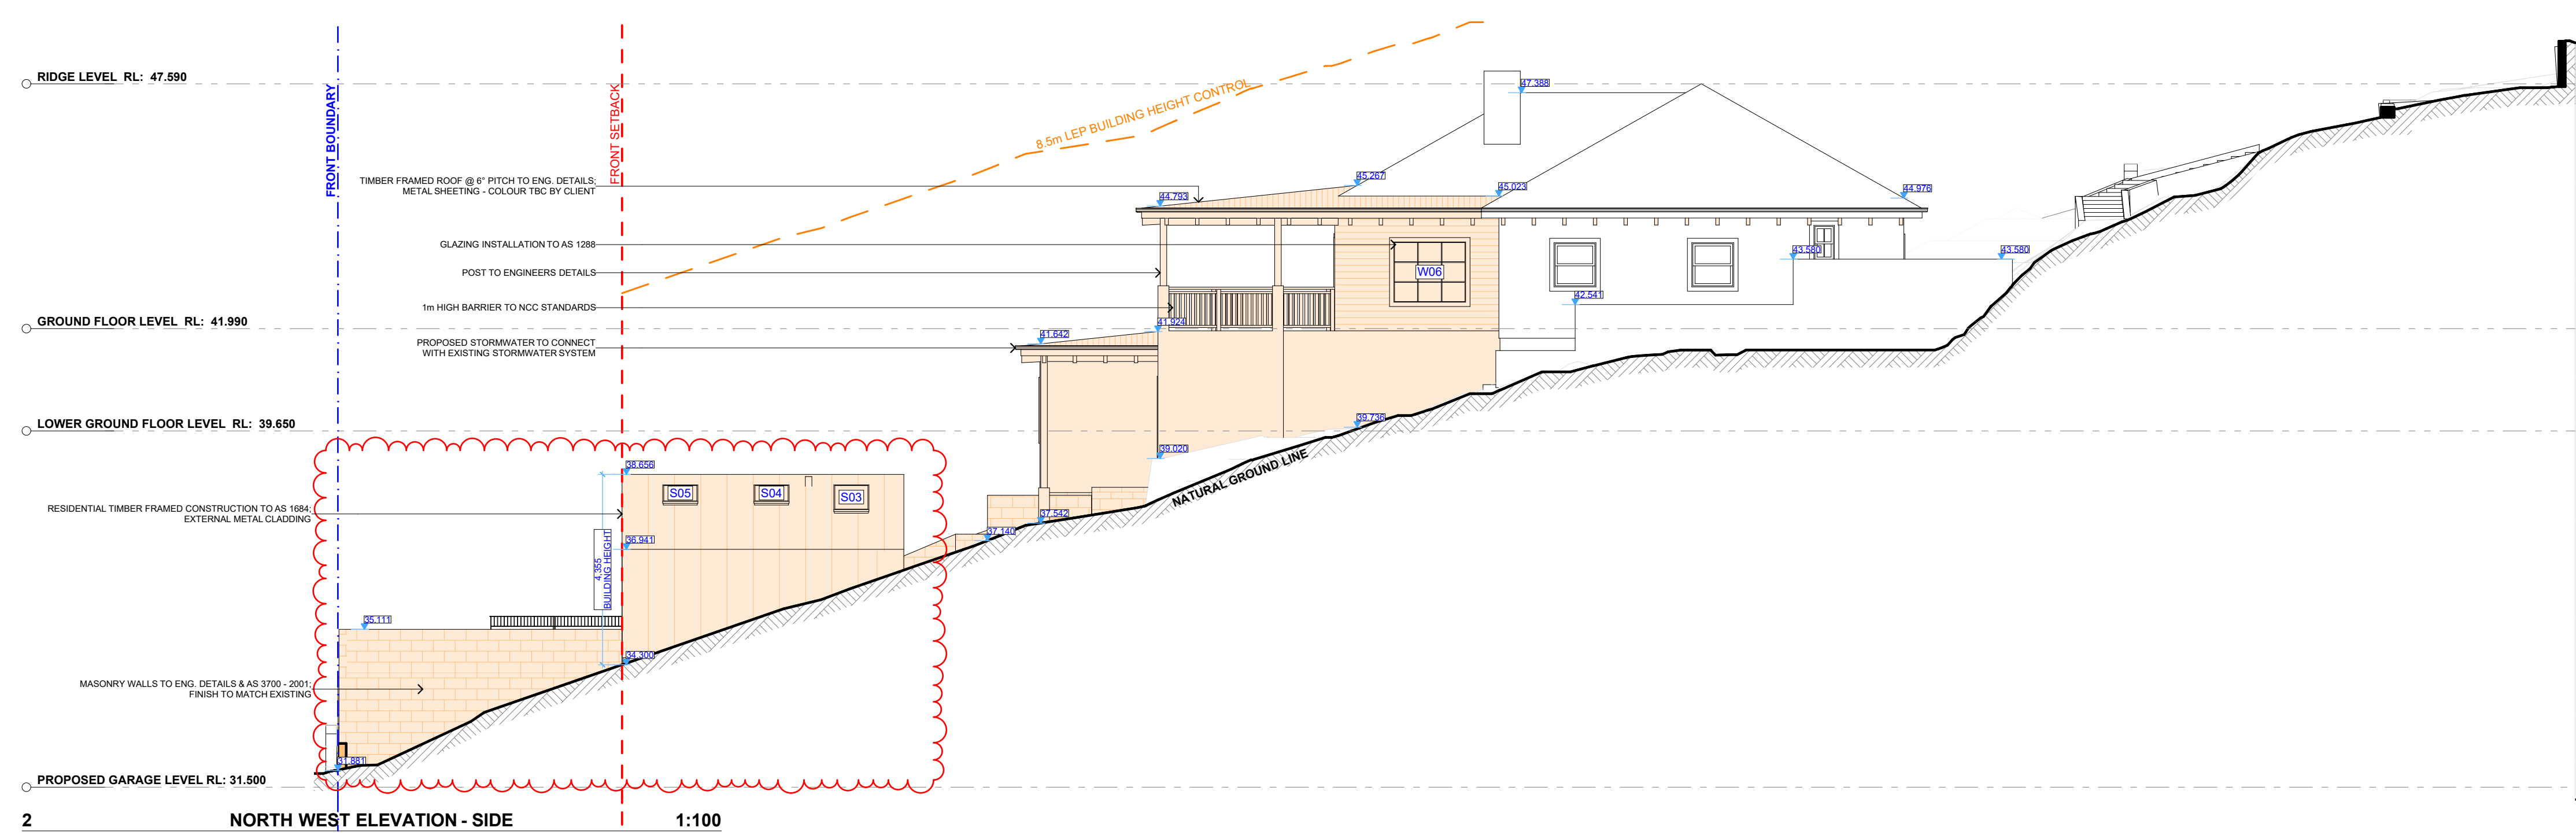 RIDGE LEVEL RL: 47.590
FRONT BOUNDARY
FRONT SETBACK
8.5m LEP BUILDING HEIGHT CONTROL
47.388
TIMBER FRAMED ROOF @ 6° PITCH TO ENG. DETAILS;
METAL SHEETING - COLOUR TBC BY CLIENT
45.267
44.793
45.023
44.976
GLAZING INSTALLATION TO AS 1288
43.580
43.580
POST TO ENGINEERS DETAILS
W06
42.541
1m HIGH BARRIER TO NCC STANDARDS
GROUND FLOOR LEVEL RL: 41.990
41.924
41.642
PROPOSED STORMWATER TO CONNECT
WITH EXISTING STORMWATER SYSTEM
LOWER GROUND FLOOR LEVEL RL: 39.650
39.736
39.020
NATURAL GROUND LINE
38.656
S05
S04
S03
RESIDENTIAL TIMBER FRAMED CONSTRUCTION TO AS 1684;
EXTERNAL METAL CLADDING
37.542
37.140
36.941
4,355
BUILDING HEIGHT
35.111
34.300
MASONRY WALLS TO ENG. DETAILS & AS 3700 - 2001;
FINISH TO MATCH EXISTING
31.881
PROPOSED GARAGE LEVEL RL: 31.500
2 NORTH WEST ELEVATION - SIDE 1:100